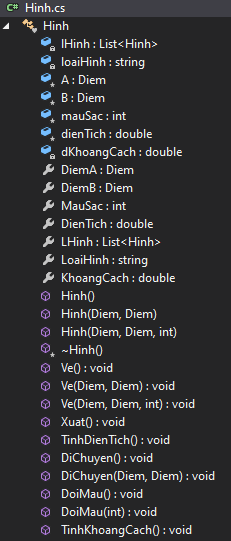 C# Hinh.cs
Hinh
lHinh : List<Hinh>
loaiHinh : string
A : Diem
B : Diem
mauSac : int
dienTich : double
dKhoangCach : double
DiemA : Diem
DiemB : Diem
MauSac : int
DienTich : double
LHinh : List<Hinh>
LoaiHinh : string
KhoangCach : double
Hinh()
Hinh(Diem, Diem)
Hinh(Diem, Diem, int)
~Hinh()
Ve() : void
Ve(Diem, Diem) : void
Ve(Diem, Diem, int) : void
Xuat() : void
TinhDienTich() : void
DiChuyen() : void
DiChuyen(Diem, Diem) : void
DoiMau() : void
DoiMau(int) : void
TinhKhoangCach() : void